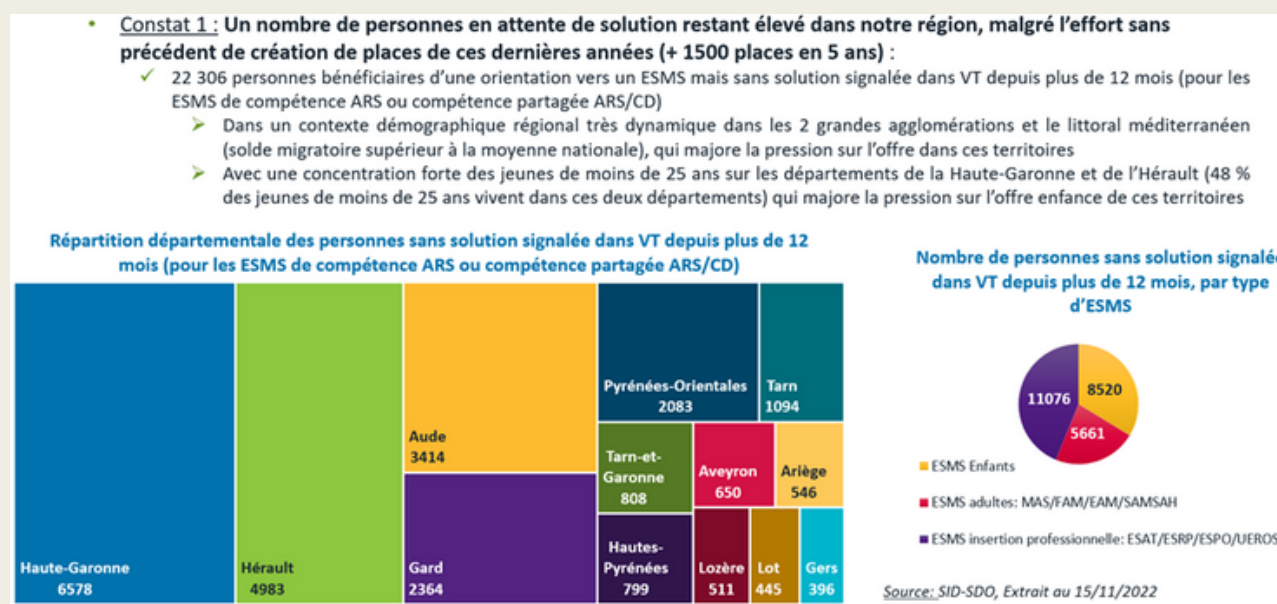 • Constat 1 : Un nombre de personnes en attente de solution restant élevé dans notre région, malgré l'effort sans
précédent de création de places de ces dernières années (+ 1500 places en 5 ans) :
✓ 22 306 personnes bénéficiaires d'une orientation vers un ESMS mais sans solution signalée dans VT depuis plus de 12 mois (pour les
ESMS de compétence ARS ou compétence partagée ARS/CD)
➤ Dans un contexte démographique régional très dynamique dans les 2 grandes agglomérations et le littoral méditerranéen
(solde migratoire supérieur à la moyenne nationale), qui majore la pression sur l'offre dans ces territoires
➤ Avec une concentration forte des jeunes de moins de 25 ans sur les départements de la Haute-Garonne et de l'Hérault (48 %
des jeunes de moins de 25 ans vivent dans ces deux départements) qui majore la pression sur l'offre enfance de ces territoires
Répartition départementale des personnes sans solution signalée dans VT depuis plus de 12
mois (pour les ESMS de compétence ARS ou compétence partagée ARS/CD)
Haute-Garonne
6578
Hérault
4983
Aude
3414
Gard
2364
Pyrénées-Orientales
2083
Tarn
1094
Tarn-et-
Garonne
808
Aveyron
650
Ariège
546
Hautes-
Pyrénées
799
Lozère
511
Lot
445
Gers
396
Nombre de personnes sans solution signalée
dans VT depuis plus de 12 mois, par type
d'ESMS
11076
8520
5661
ESMS Enfants
ESMS adultes: MAS/FAM/EAM/SAMSAH
ESMS insertion professionnelle: ESAT/ESRP/ESPO/UEROS
Source: SID-SDO, Extrait au 15/11/2022